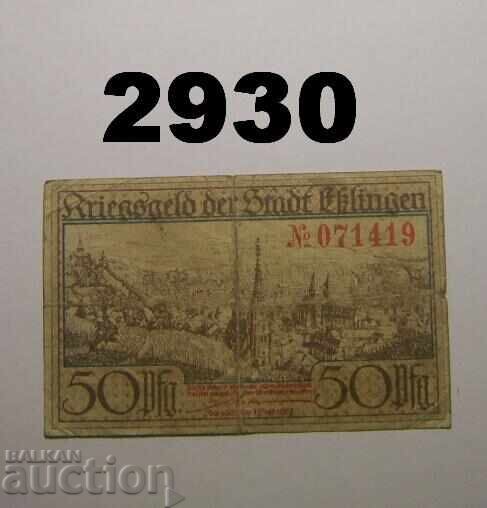 2930
Kriegsgeld der Stadt Eßlingen
№ 071419
50 Pfg. 50 Pfg.
BALKAN
auction